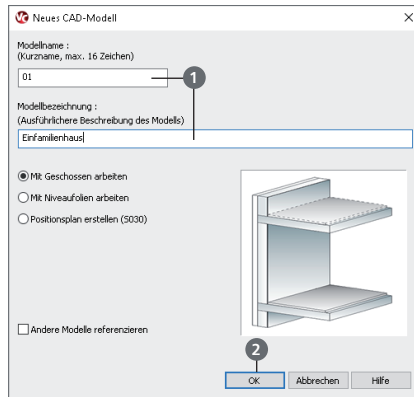 Neues CAD-Modell
Modellname :
(Kurzname, max. 16 Zeichen)
01
1
Modellbezeichnung :
(Ausführlichere Beschreibung des Modells)
Einfamilienhaus
Mit Geschossen arbeiten
Mit Niveaufolien arbeiten
Positionsplan erstellen (S030)
Andere Modelle referenzieren
2
OK Abbrechen Hilfe